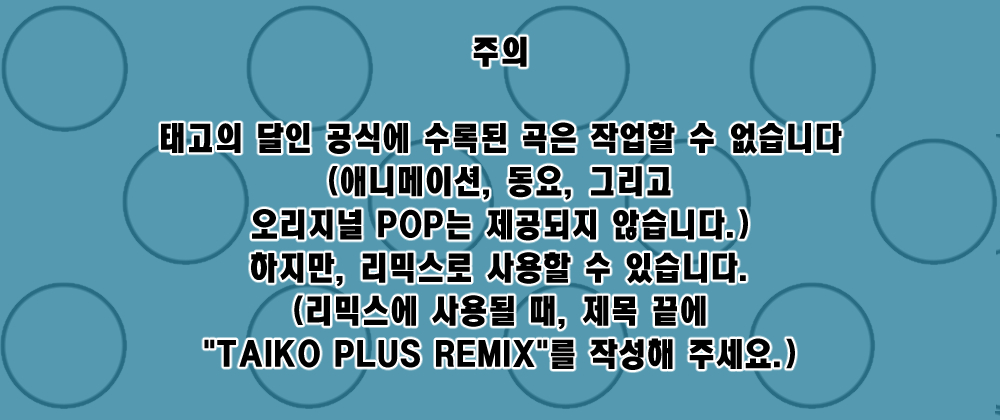 주의
태고의 달인 공식에 수록된 곡은 작업할 수 없습니다
(애니메이션, 동요, 그리고
오리지널 POP는 제공되지 않습니다.)
하지만, 리믹스로 사용할 수 있습니다.
(리믹스에 사용될 때, 제목 끝에
"TAIKO PLUS REMIX"를 작성해 주세요.)